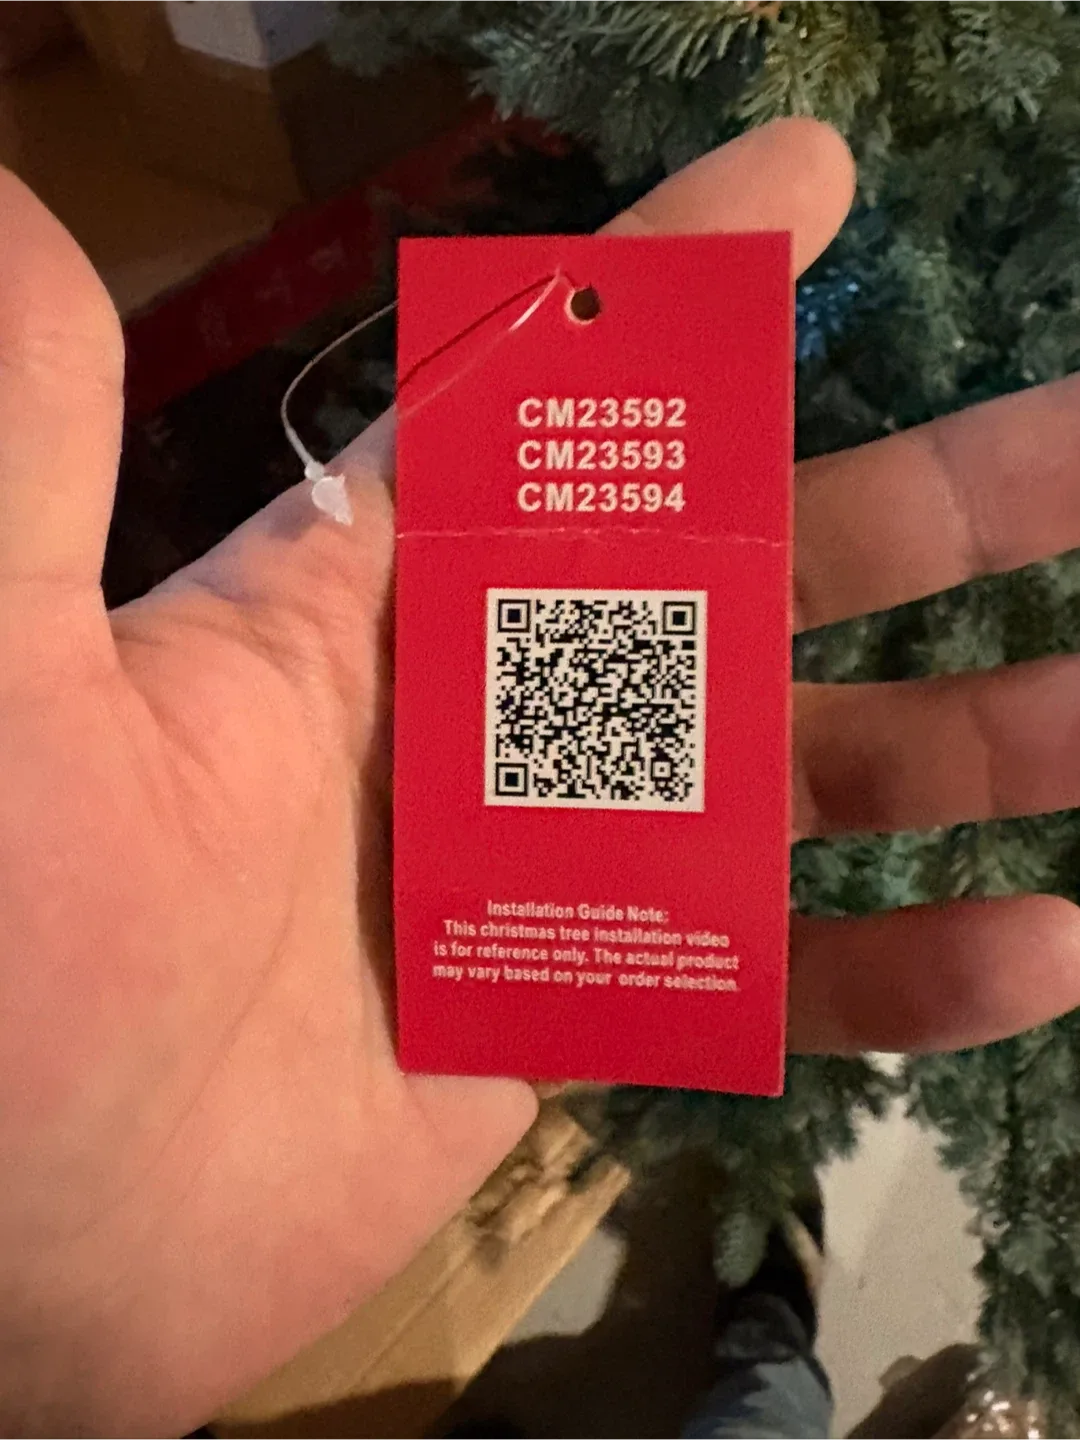 CM23592
CM23593
CM23594
Installation Guide Note:
This christmas tree installation video
is for reference only. The actual product
may vary based on your order selection.